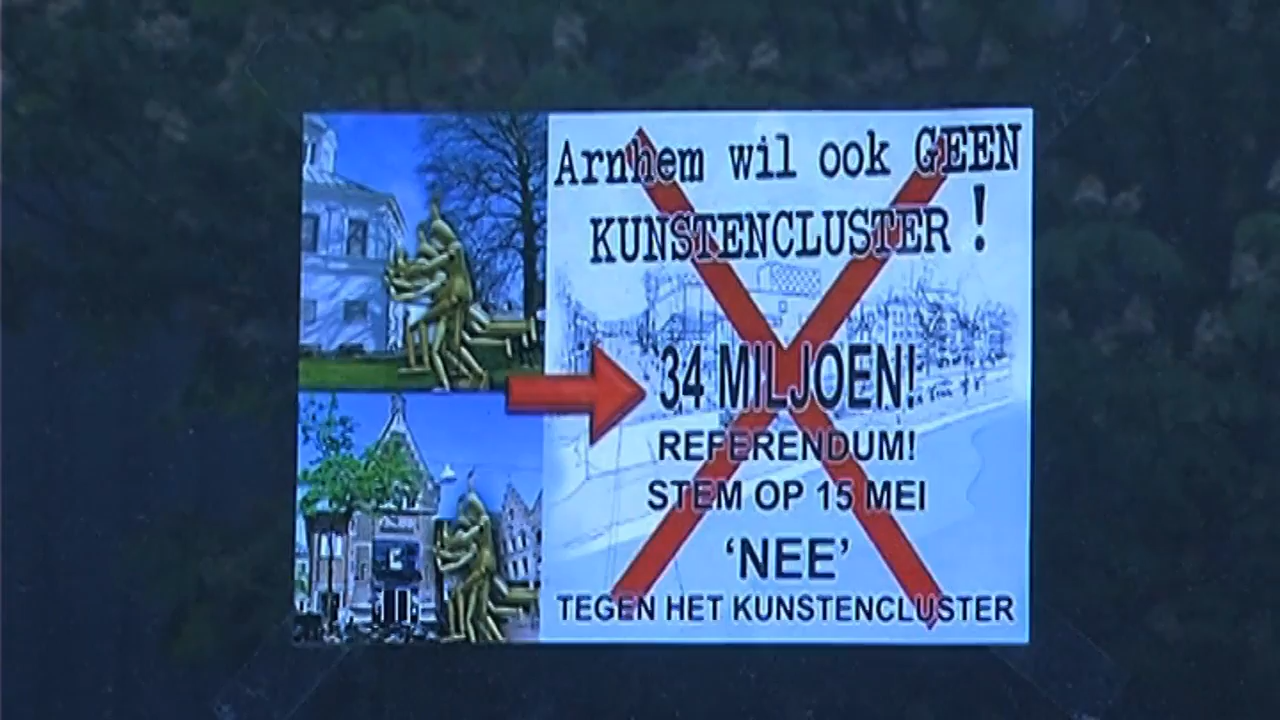 Arnhem wil ook GEEN
KUNSTENCLUSTER !
34 MILJOEN!
REFERENDUM!
STEM OP 15 MEI
‘NEE’
TEGEN HET KUNSTENCLUSTER